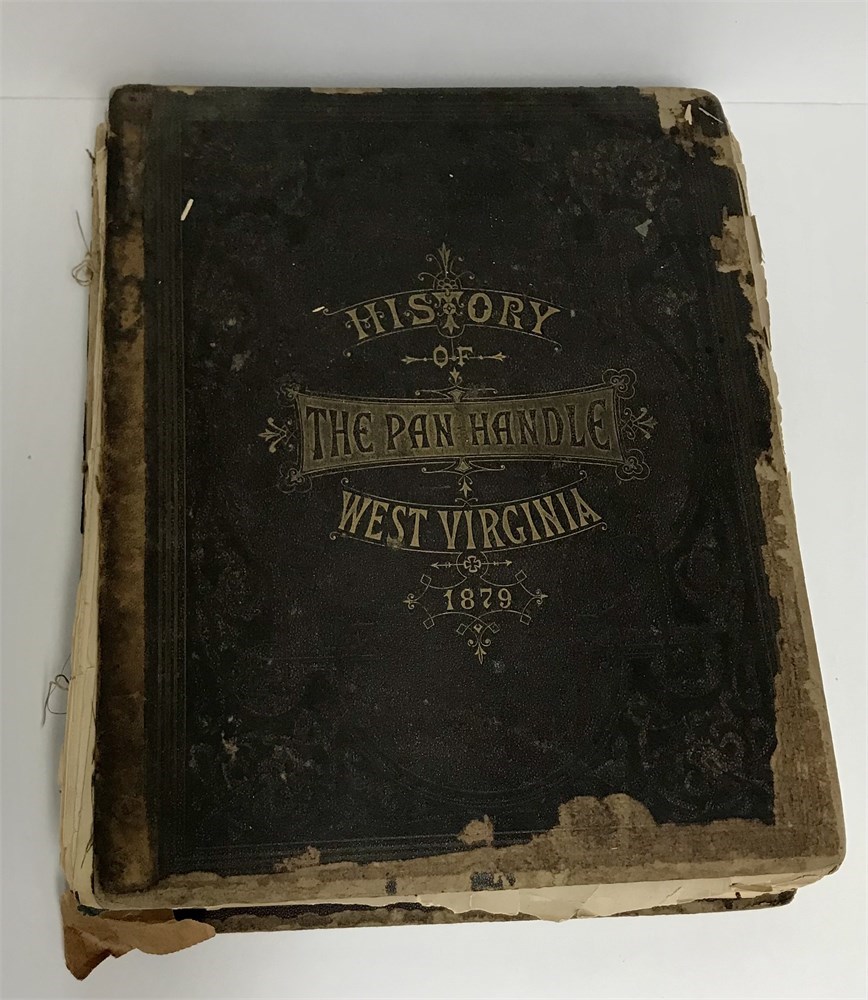 HISTORY
OF
THE PAN HANDLE
WEST VIRGINIA
1879